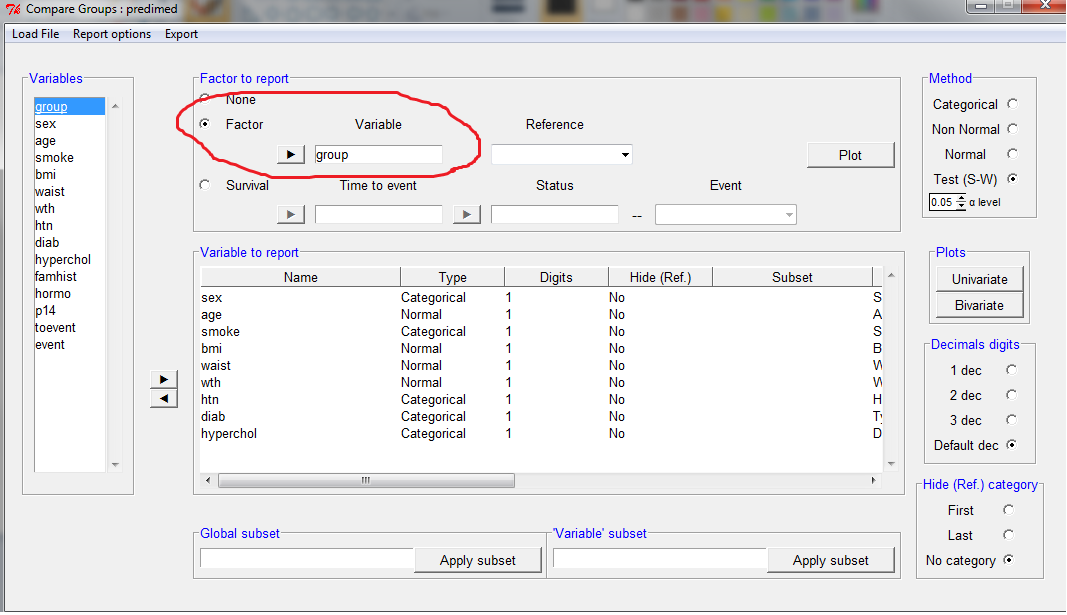 Compare Groups : predimed
Load File Report options Export
Variables
group
sex
age
smoke
bmi
waist
wth
htn
diab
hyperchol
famhist
hormo
p14
toevent
event
Factor to report
None
Factor Variable Reference
group
Plot
Survival Time to event Status Event
--
Variable to report
Name Type Digits Hide (Ref.) Subset
sex Categorical 1 No S
age Normal 1 No A
smoke Categorical 1 No S
bmi Normal 1 No B
waist Normal 1 No W
wth Normal 1 No W
htn Categorical 1 No H
diab Categorical 1 No Ty
hyperchol Categorical 1 No D
Global subset
Apply subset
'Variable' subset
Apply subset
Method
Categorical
Non Normal
Normal
Test (S-W)
0.05 α level
Plots
Univariate
Bivariate
Decimals digits
1 dec
2 dec
3 dec
Default dec
Hide (Ref.) category
First
Last
No category